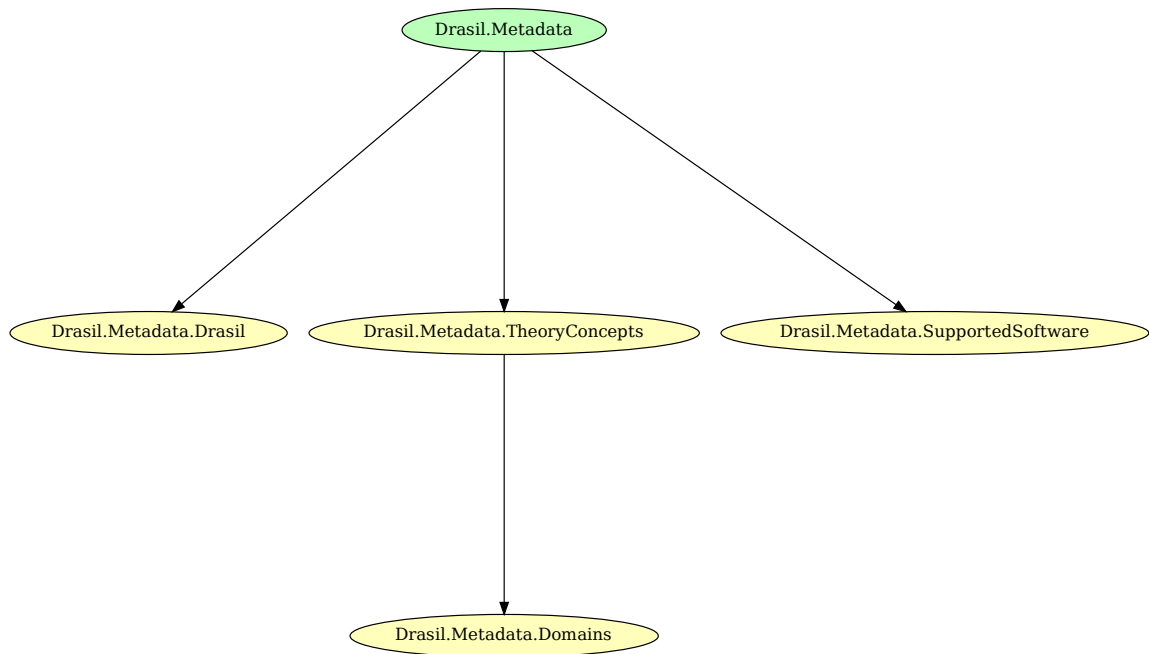 Drasil.Metadata
Drasil.Metadata.Drasil
Drasil.Metadata.TheoryConcepts
Drasil.Metadata.SupportedSoftware
Drasil.Metadata.Domains